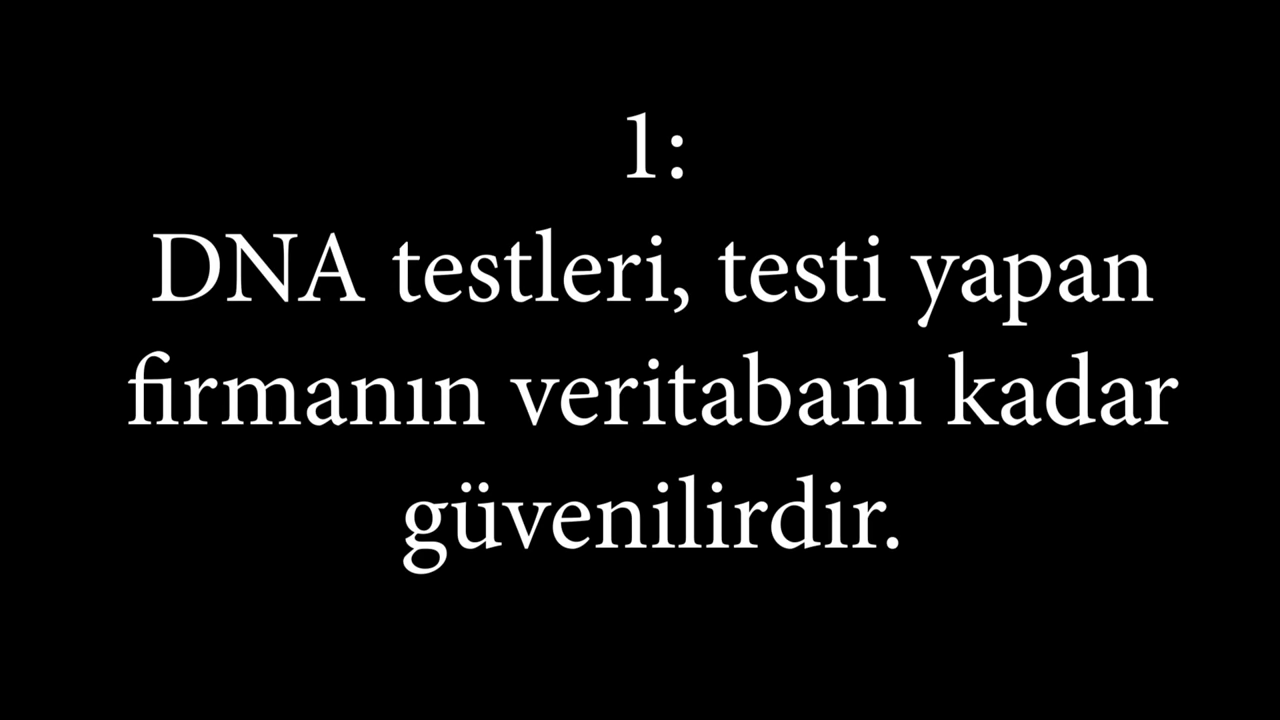 1:
DNA testleri, testi yapan
firmanın veritabanı kadar
güvenilirdir.